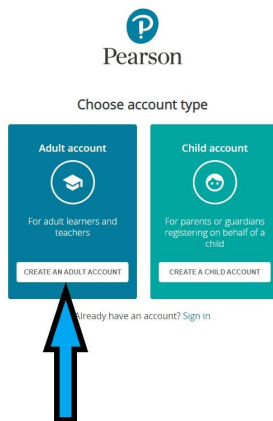 Pearson
Choose account type
Adult account
For adult learners and
teachers
CREATE AN ADULT ACCOUNT
Child account
For parents or guardians
registering on behalf of a
child
CREATE A CHILD ACCOUNT
Already have an account? Sign in